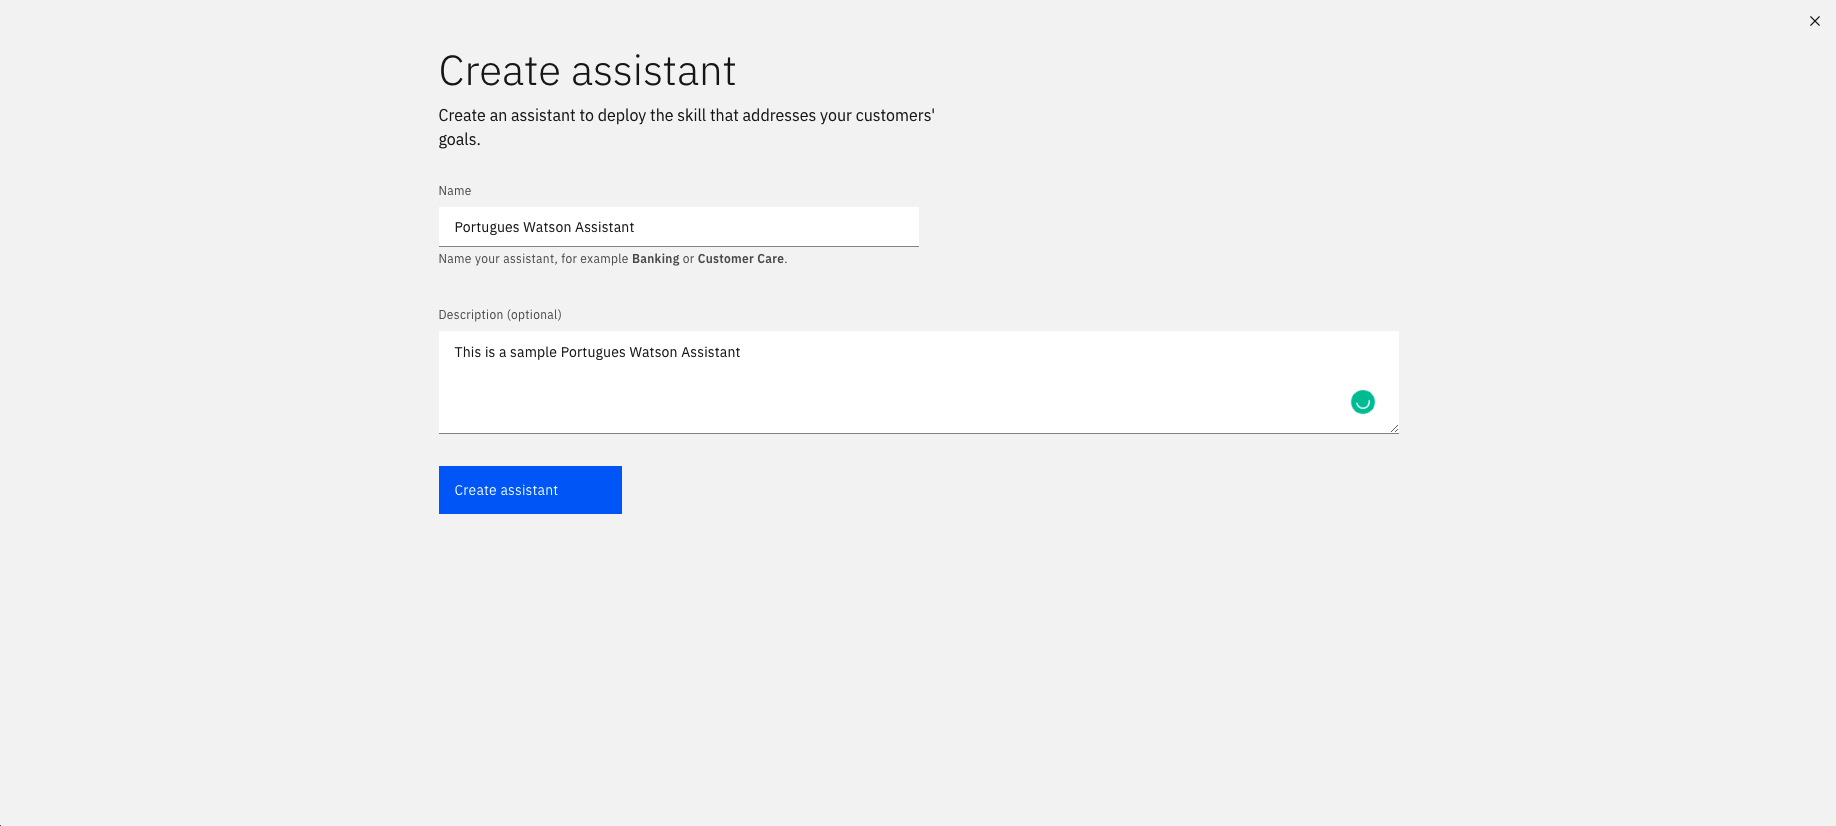 Create assistant
Create an assistant to deploy the skill that addresses your customers'
goals.
Name
Portugues Watson Assistant
Name your assistant, for example Banking or Customer Care.
Description (optional)
This is a sample Portugues Watson Assistant
Create assistant